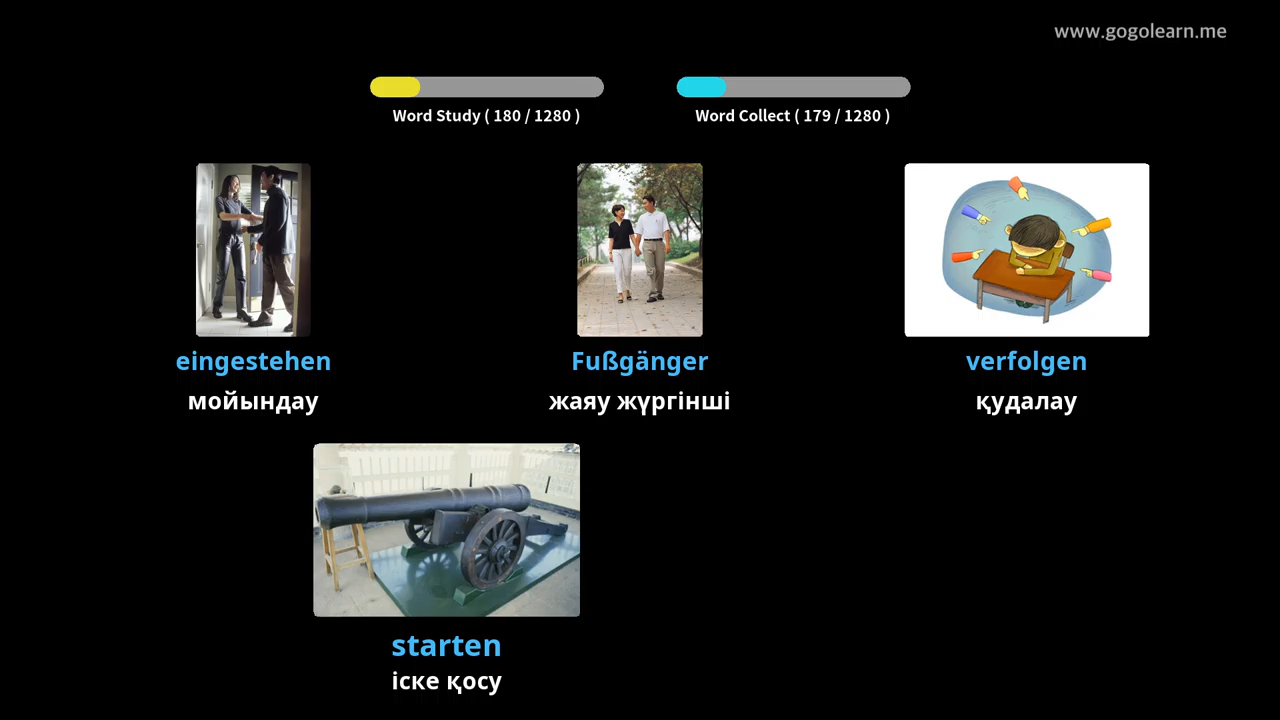 www.gogolearn.me
Word Study ( 180 / 1280 )
Word Collect ( 179 / 1280 )
eingestehen
мойындау
Fußgänger
жаяу жүргінші
verfolgen
қудалау
starten
іске қосу